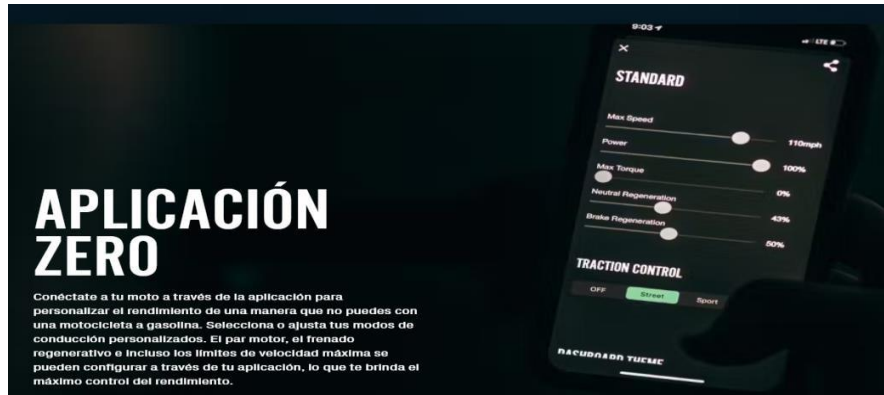 APLICACIÓN
ZERO
Conéctate a tu moto a través de la aplicación para
personalizar el rendimiento de una manera que no puedes con
una motocicleta a gasolina. Selecciona o ajusta tus modos de
conducción personalizados. El par motor, el frenado
regenerativo e incluso los límites de velocidad máxima se
pueden configurar a través de tu aplicación, lo que te brinda el
máximo control del rendimiento.
9:03
LTE
STANDARD
Max Speed
110mph
Power
100%
Max Torque
0%
Neutral Regeneration
43%
Brake Regeneration
50%
TRACTION CONTROL
OFF Street Sport
DASHBOARD THEME